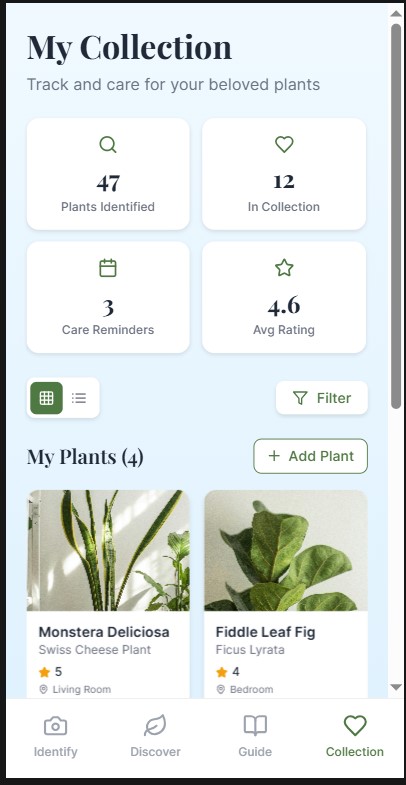 My Collection
Track and care for your beloved plants
47
Plants Identified
12
In Collection
3
Care Reminders
4.6
Avg Rating
Filter
My Plants (4)
+ Add Plant
Monstera Deliciosa
Swiss Cheese Plant
5
Living Room
Fiddle Leaf Fig
Ficus Lyrata
4
Bedroom
Identify
Discover
Guide
Collection